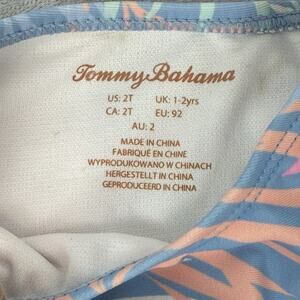 Tommy Bahama
US: 2T UK: 1-2yrs
CA: 2T EU: 92
AU: 2
MADE IN CHINA
FABRIQUÉ EN CHINE
WYPRODUKOWANO W CHINACH
HERGESTELLT IN CHINA
GEPRODUCEERD IN CHINA